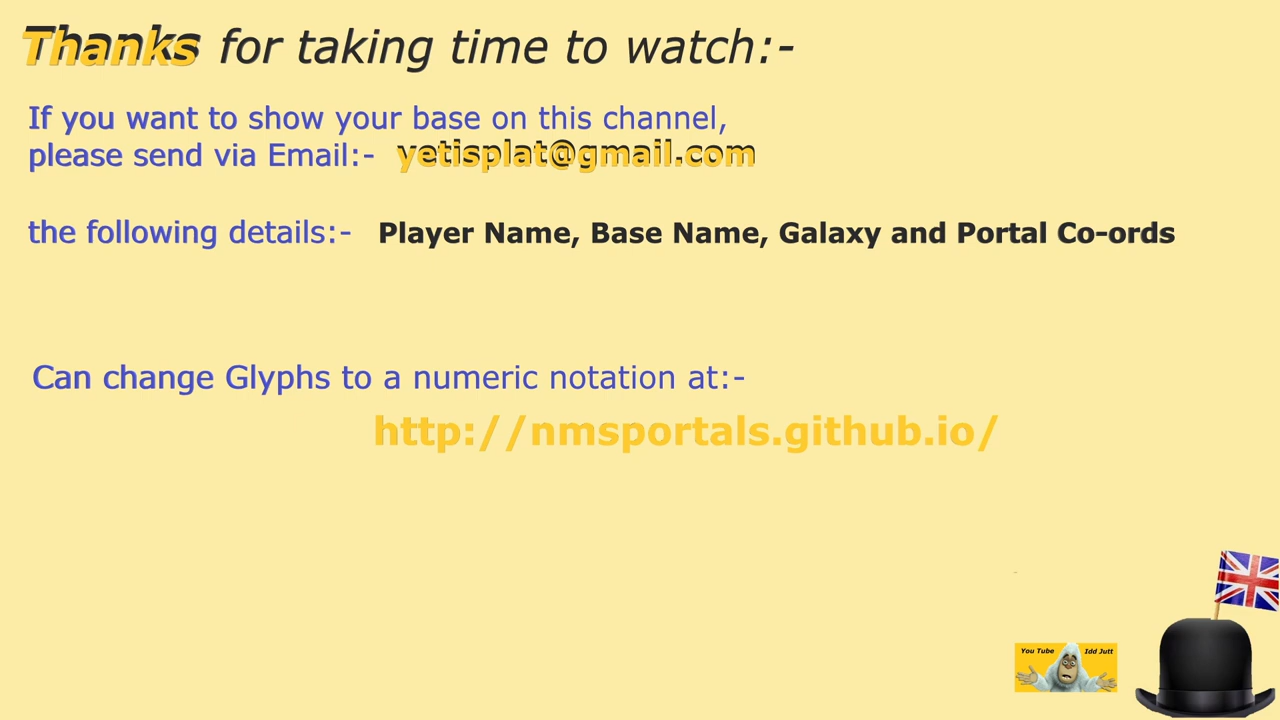 Thanks for taking time to watch:-
If you want to show your base on this channel,
please send via Email:- yetisplat@gmail.com
the following details:- Player Name, Base Name, Galaxy and Portal Co-ords
Can change Glyphs to a numeric notation at:-
http://nmsportals.github.io/
You Tube Idd Jutt